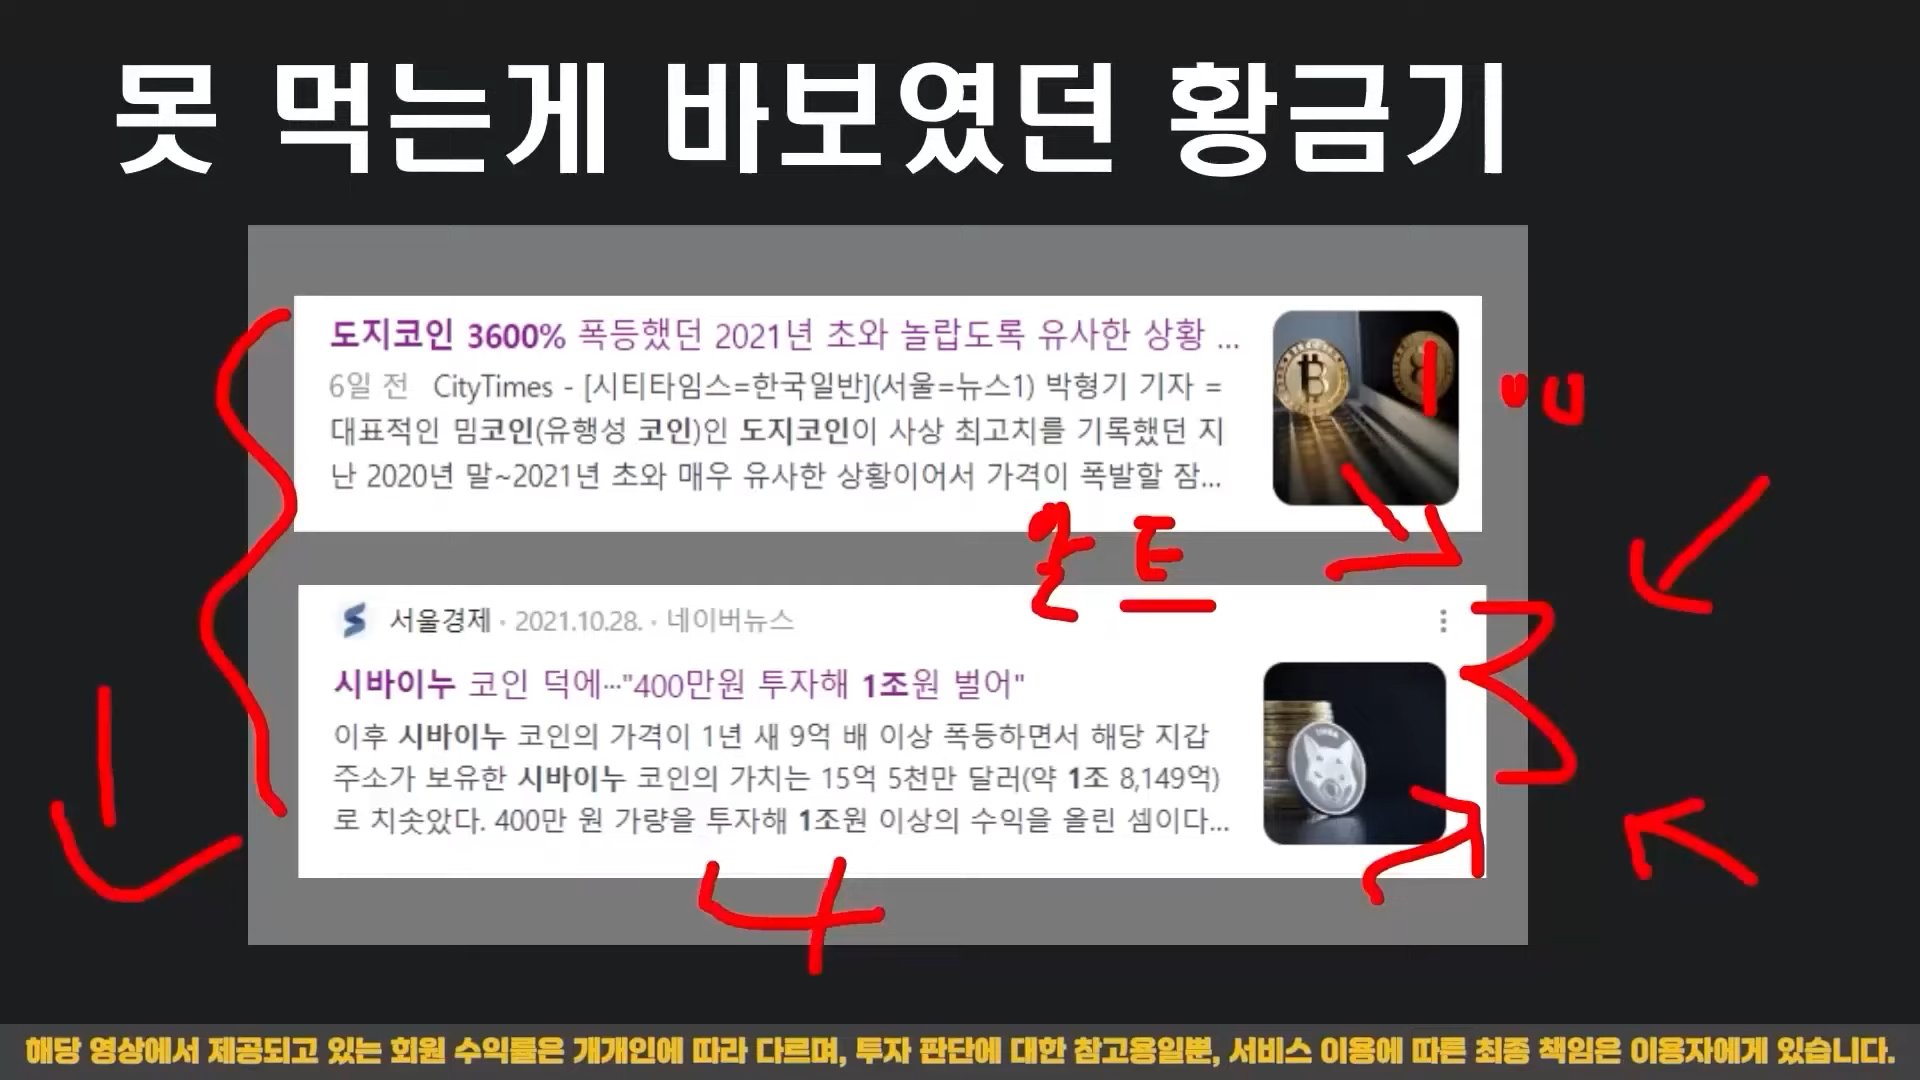 못 먹는게 바보였던 황금기
도지코인 3600% 폭등했던 2021년 초와 놀랍도록 유사한 상황 ...
6일 전 CityTimes - [시티타임스=한국일반](서울=뉴스1) 박형기 기자 =
대표적인 밈코인(유행성 코인)인 도지코인이 사상 최고치를 기록했던 지
난 2020년 말~2021년 초와 매우 유사한 상황이어서 가격이 폭발할 잠...
알트
서울경제 · 2021.10.28. · 네이버뉴스
시바이누 코인 덕에…"400만원 투자해 1조원 벌어"
이후 시바이누 코인의 가격이 1년 새 9억 배 이상 폭등하면서 해당 지갑
주소가 보유한 시바이누 코인의 가치는 15억 5천만 달러(약 1조 8,149억)
로 치솟았다. 400만 원 가량을 투자해 1조원 이상의 수익을 올린 셈이다...
4
해당 영상에서 제공되고 있는 회원 수익률은 개개인에 따라 다르며, 투자 판단에 대한 참고용일뿐, 서비스 이용에 따른 최종 책임은 이용자에게 있습니다.